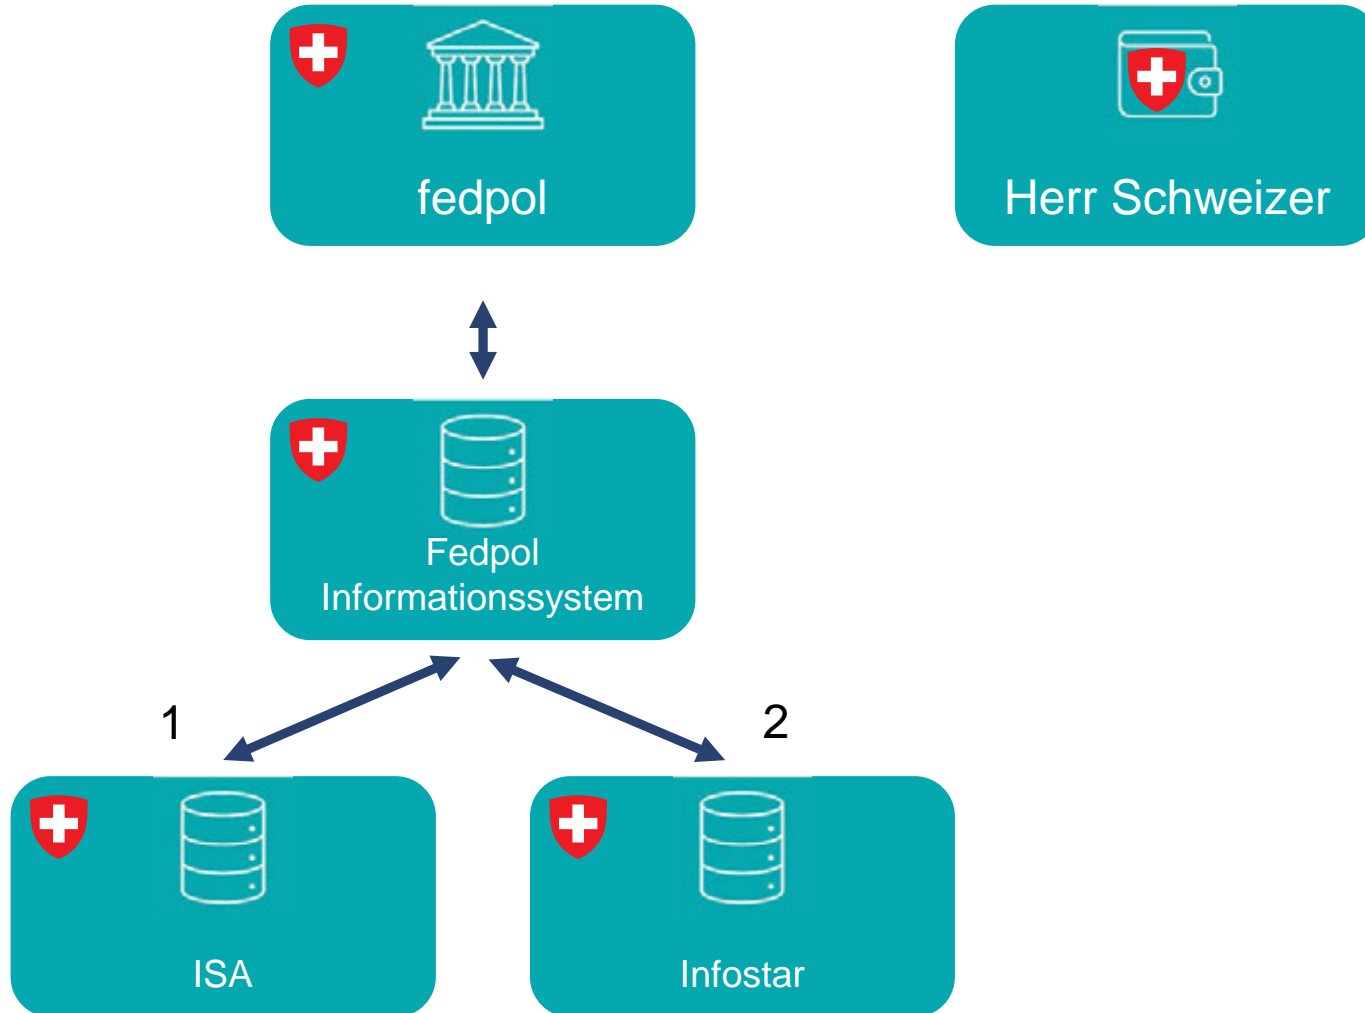 fedpol
Herr Schweizer
Fedpol
Informationssystem
1
2
ISA
Infostar